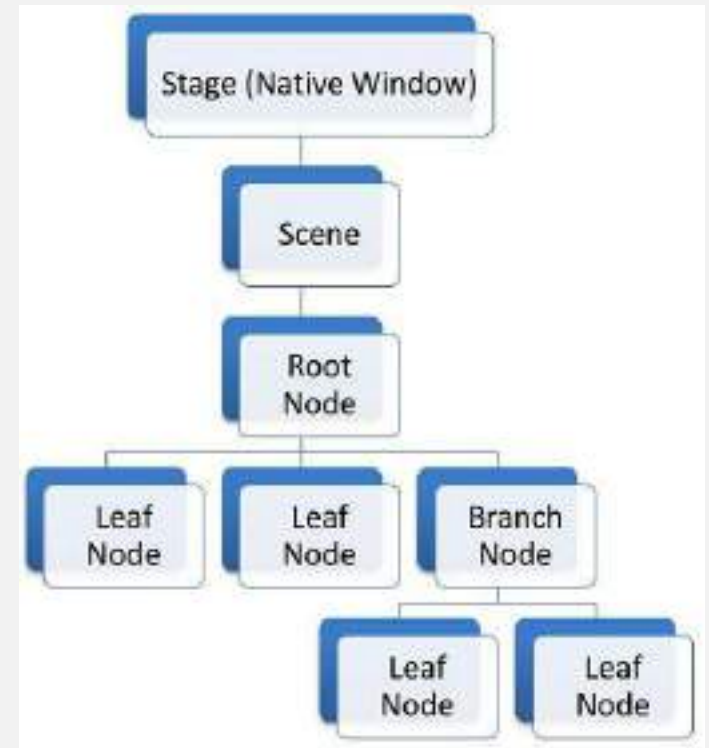 Stage (Native Window)
Scene
Root
Node
Leaf
Node
Leaf
Node
Branch
Node
Leaf
Node
Leaf
Node